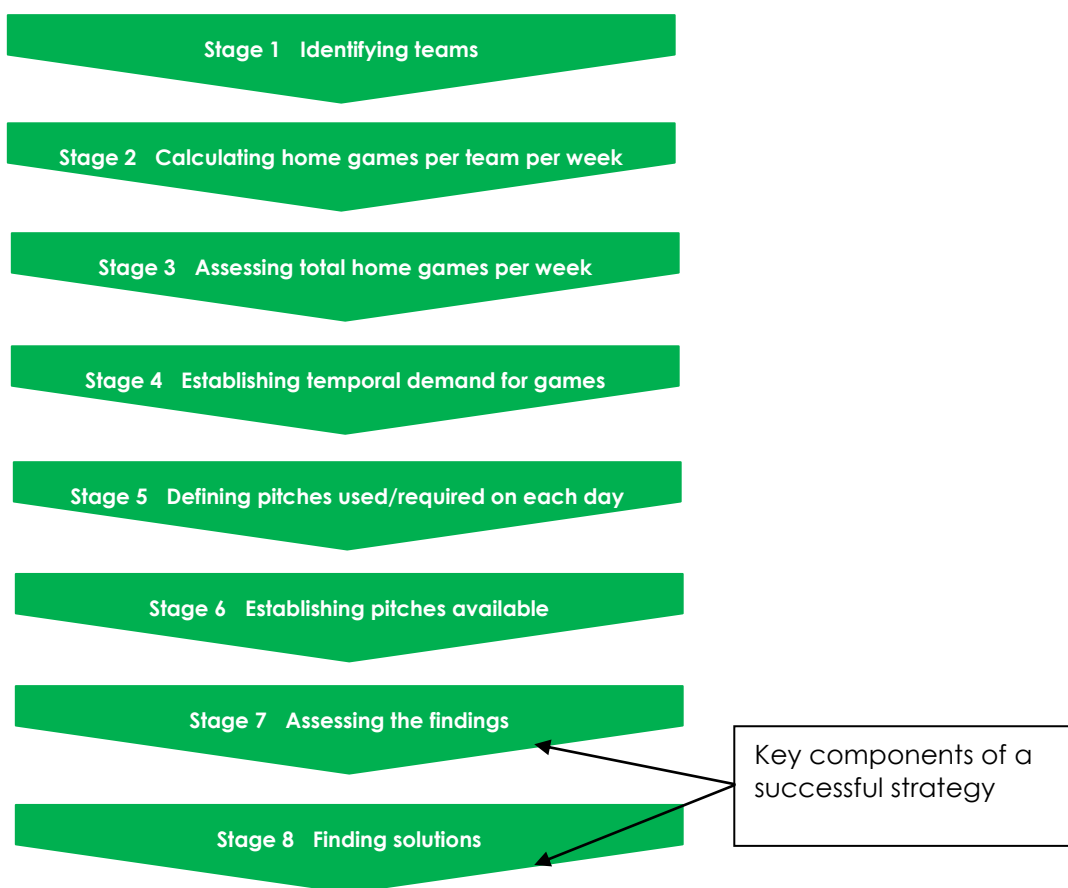 Stage 1 Identifying teams
Stage 2 Calculating home games per team per week
Stage 3 Assessing total home games per week
Stage 4 Establishing temporal demand for games
Stage 5 Defining pitches used/required on each day
Stage 6 Establishing pitches available
Stage 7 Assessing the findings
Key components of a
successful strategy
Stage 8 Finding solutions